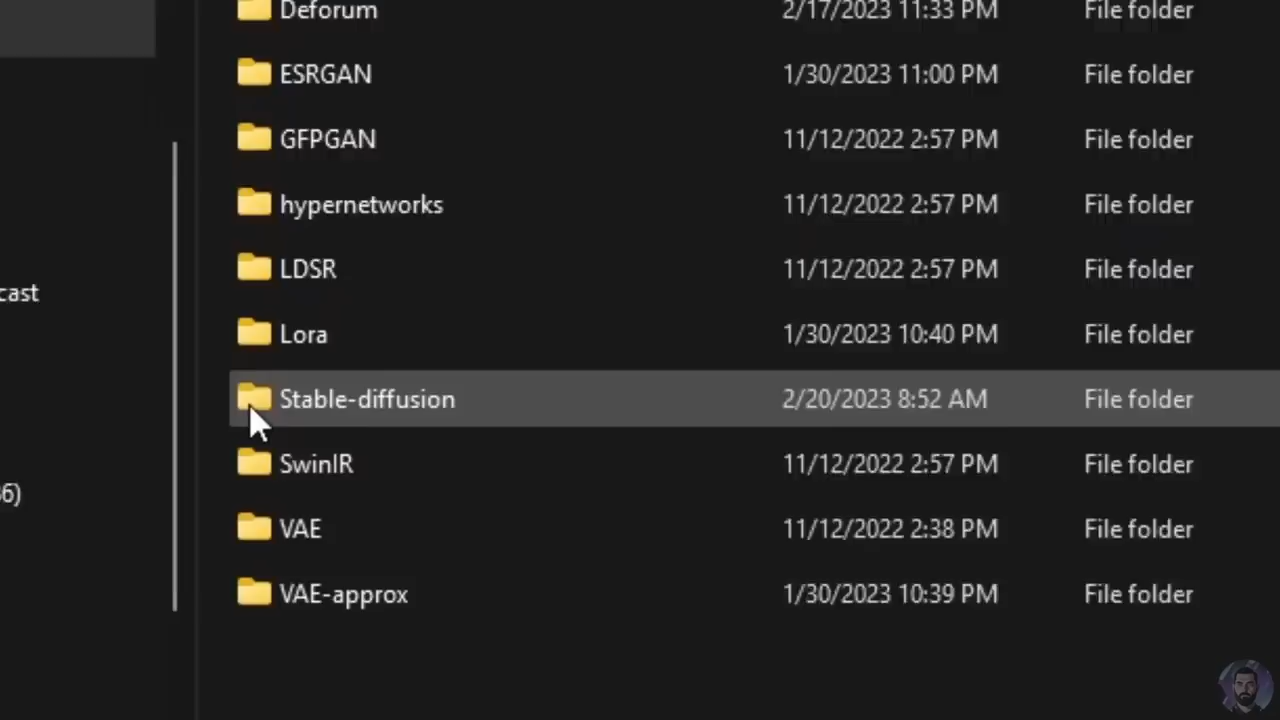 Deforum 2/17/2023 11:33 PM File folder
ESRGAN 1/30/2023 11:00 PM File folder
GFPGAN 11/12/2022 2:57 PM File folder
hypernetworks 11/12/2022 2:57 PM File folder
LDSR 11/12/2022 2:57 PM File folder
cast
Lora 1/30/2023 10:40 PM File folder
Stable-diffusion 2/20/2023 8:52 AM File folder
SwinIR 11/12/2022 2:57 PM File folder
6)
VAE 11/12/2022 2:38 PM File folder
VAE-approx 1/30/2023 10:39 PM File folder